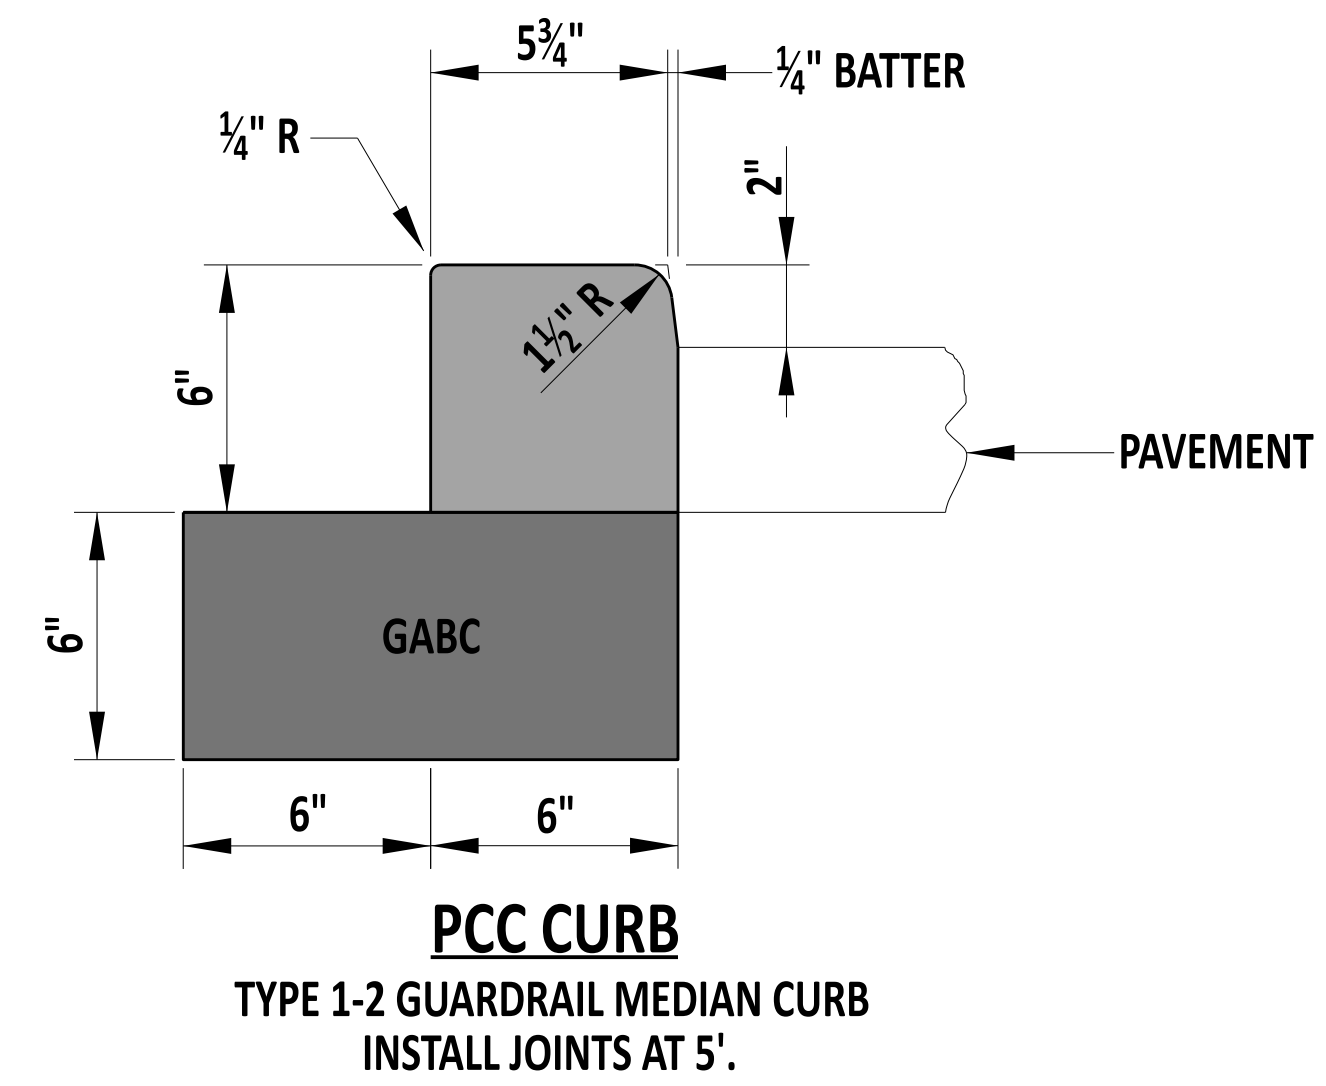 5¾"
¼" BATTER
¼" R
2"
1½" R
6"
PAVEMENT
6"
GABC
6"
6"
PCC CURB
TYPE 1-2 GUARDRAIL MEDIAN CURB
INSTALL JOINTS AT 5'.